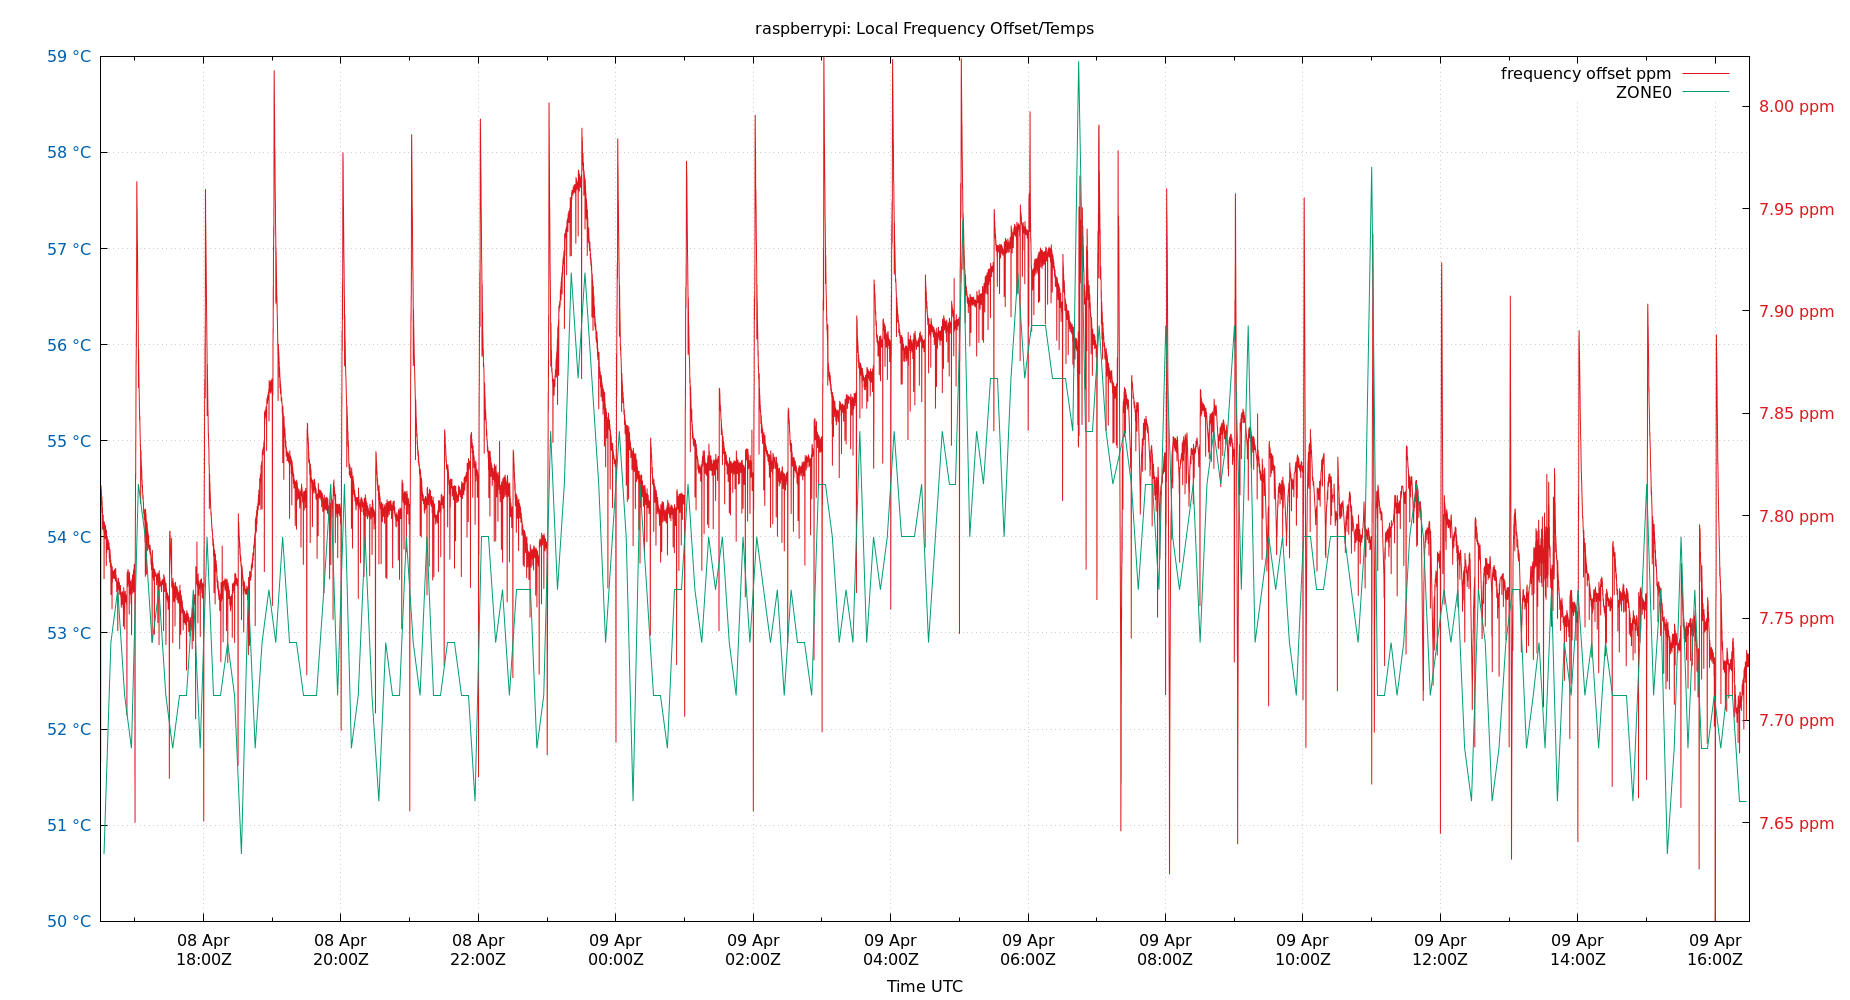 raspberrypi: Local Frequency Offset/Temps
frequency offset ppm
ZONE0
59 °C
58 °C
57 °C
56 °C
55 °C
54 °C
53 °C
52 °C
51 °C
50 °C
8.00 ppm
7.95 ppm
7.90 ppm
7.85 ppm
7.80 ppm
7.75 ppm
7.70 ppm
7.65 ppm
08 Apr 08 Apr 08 Apr 09 Apr 09 Apr 09 Apr 09 Apr 09 Apr 09 Apr 09 Apr 09 Apr 09 Apr
18:00Z 20:00Z 22:00Z 00:00Z 02:00Z 04:00Z 06:00Z 08:00Z 10:00Z 12:00Z 14:00Z 16:00Z
Time UTC